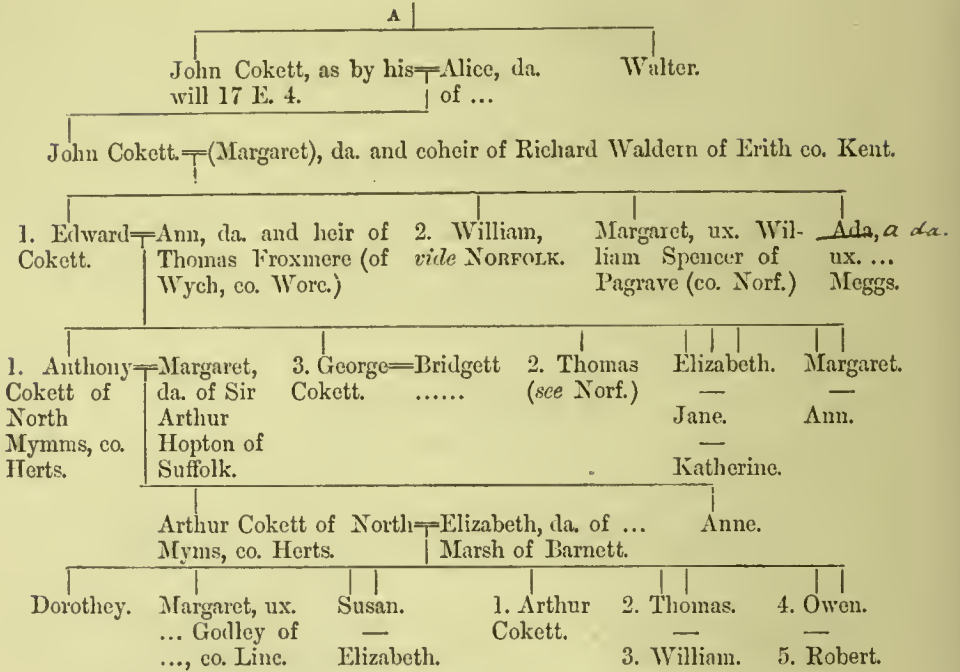 A
John Cokett, as by his = Alice, da. Walter.
will 17 E. 4. of ...
John Cokett. = (Margaret), da. and coheir of Richard Waldern of Erith co. Kent.
1. Edward = Ann, da. and heir of 2. William, Margaret, ux. Wil- Ada, a da.
Cokett. Thomas Froxmere (of vide NORFOLK. liam Spencer of ux. ...
Wych, co. Worc.) Pagrave (co. Norf.) Meggs.
1. Anthony = Margaret, 3. George = Bridgett 2. Thomas Elizabeth. Margaret.
Cokett of da. of Sir Cokett. ...... (see Norf.) — —
North Arthur Jane. Ann.
Mymms, co. Hopton of —
Herts. Suffolk. Katherine.
Arthur Cokett of North = Elizabeth, da. of ... Anne.
Myms, co. Herts. Marsh of Barnett.
Dorothey. Margaret, ux. Susan. 1. Arthur 2. Thomas. 4. Owen.
... Godley of — Cokett. — —
..., co. Linc. Elizabeth. 3. William. 5. Robert.